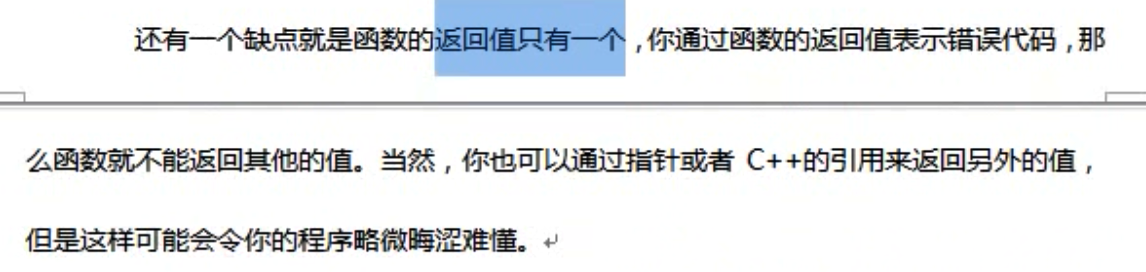 还有一个缺点就是函数的返回值只有一个，你通过函数的返回值表示错误代码，那
么函数就不能返回其他的值。当然，你也可以通过指针或者 C++的引用来返回另外的值，
但是这样可能会令你的程序略微晦涩难懂。